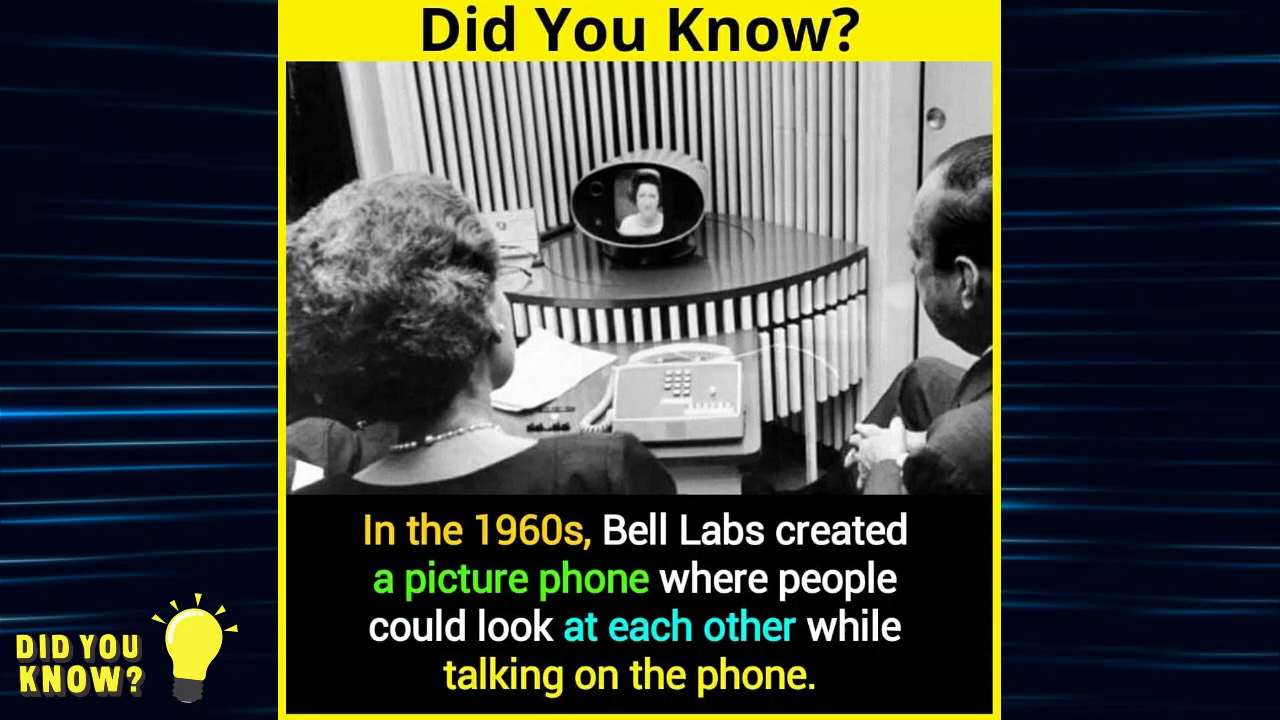 Did You Know?
In the 1960s, Bell Labs created
a picture phone where people
could look at each other while
talking on the phone.
DID YOU
KNOW?